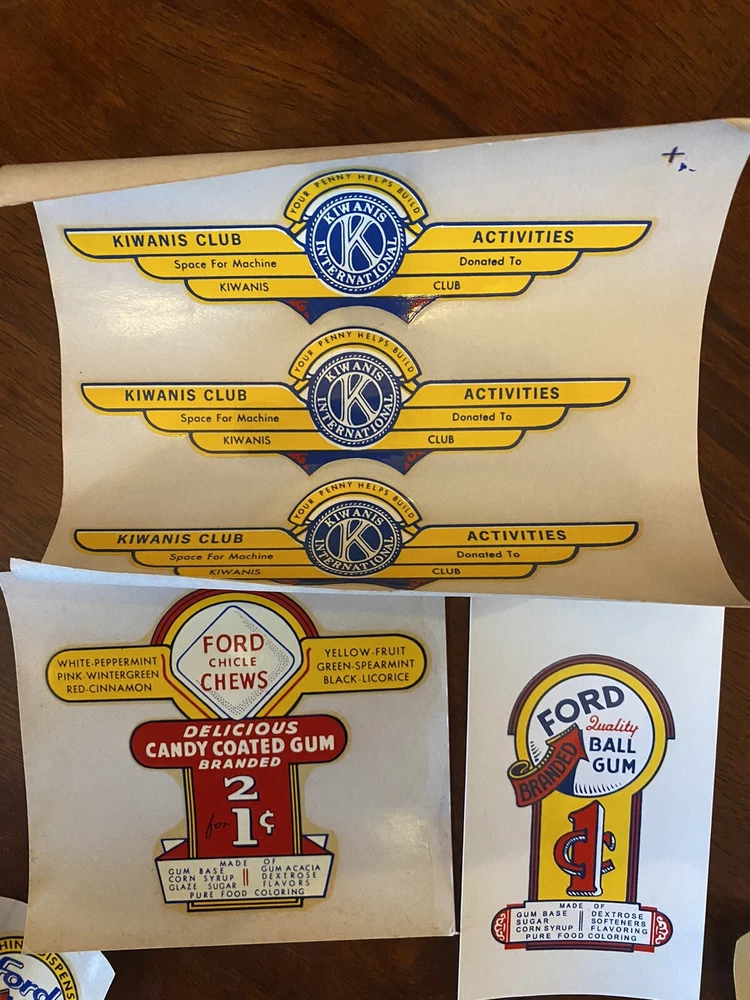 YOUR PENNY HELPS BUILD
KIWANIS
INTERNATIONAL
K
KIWANIS CLUB ACTIVITIES
Space For Machine Donated To
KIWANIS CLUB
YOUR PENNY HELPS BUILD
KIWANIS
INTERNATIONAL
K
KIWANIS CLUB ACTIVITIES
Space For Machine Donated To
KIWANIS CLUB
YOUR PENNY HELPS BUILD
KIWANIS
INTERNATIONAL
K
KIWANIS CLUB ACTIVITIES
Space For Machine Donated To
KIWANIS CLUB
FORD
CHICLE
CHEWS
WHITE-PEPPERMINT
PINK-WINTERGREEN
RED-CINNAMON
YELLOW-FRUIT
GREEN-SPEARMINT
BLACK-LICORICE
DELICIOUS
CANDY COATED GUM
BRANDED
2
for 1¢
MADE OF
GUM BASE GUM ACACIA
CORN SYRUP DEXTROSE
GLAZE SUGAR FLAVORS
PURE FOOD COLORING
FORD
Quality
BRANDED
BALL
GUM
1¢
MADE OF
GUM BASE DEXTROSE
SUGAR SOFTENERS
CORN SYRUP FLAVORING
PURE FOOD COLORING
Ford